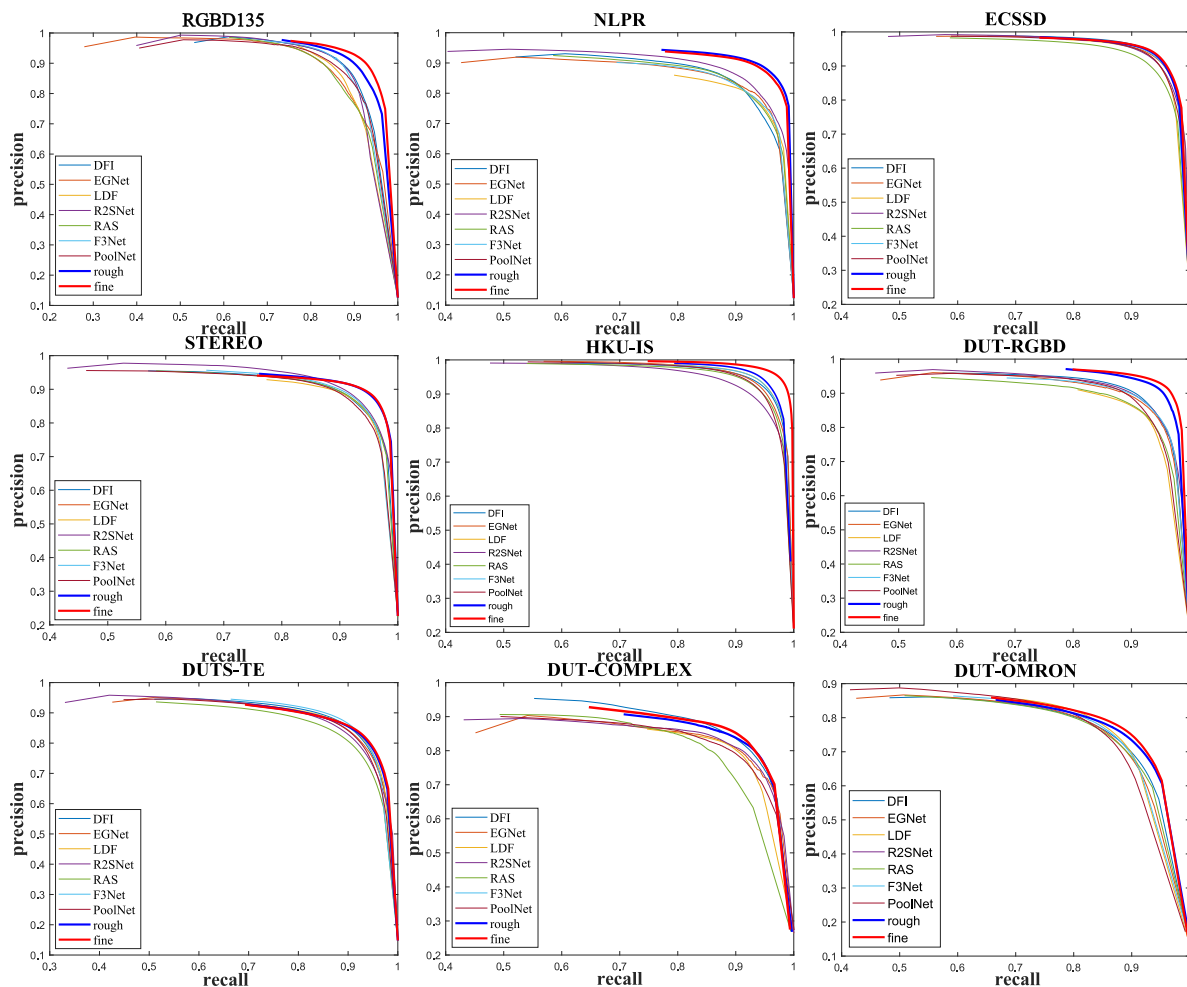 RGBD135
precision
1
0.9
0.8
0.7
0.6
0.5
0.4
0.3
0.2
0.1
DFI
EGNet
LDF
R2SNet
RAS
F3Net
PoolNet
rough
fine
0.2 0.3 0.4 0.5 0.6 0.7 0.8 0.9 1
recall
NLPR
precision
1
0.9
0.8
0.7
0.6
0.5
0.4
0.3
0.2
0.1
DFI
EGNet
LDF
R2SNet
RAS
F3Net
PoolNet
rough
fine
0.4 0.5 0.6 0.7 0.8 0.9 1
recall
ECSSD
precision
1
0.9
0.8
0.7
0.6
0.5
0.4
0.3
0.2
DFI
EGNet
LDF
R2SNet
RAS
F3Net
PoolNet
rough
fine
0.4 0.5 0.6 0.7 0.8 0.9
recall
STEREO
precision
1
0.9
0.8
0.7
0.6
0.5
0.4
0.3
0.2
DFI
EGNet
LDF
R2SNet
RAS
F3Net
PoolNet
rough
fine
0.4 0.5 0.6 0.7 0.8 0.9 1
recall
HKU-IS
precision
1
0.9
0.8
0.7
0.6
0.5
0.4
0.3
0.2
DFI
EGNet
LDF
R2SNet
RAS
F3Net
PoolNet
rough
fine
0.4 0.5 0.6 0.7 0.8 0.9 1
recall
DUT-RGBD
precision
1
0.9
0.8
0.7
0.6
0.5
0.4
0.3
0.2
DFI
EGNet
LDF
R2SNet
RAS
F3Net
PoolNet
rough
fine
0.4 0.5 0.6 0.7 0.8 0.9
recall
DUTS-TE
precision
1
0.9
0.8
0.7
0.6
0.5
0.4
0.3
0.2
0.1
DFI
EGNet
LDF
R2SNet
RAS
F3Net
PoolNet
rough
fine
0.3 0.4 0.5 0.6 0.7 0.8 0.9 1
recall
DUT-COMPLEX
precision
1
0.9
0.8
0.7
0.6
0.5
0.4
0.3
0.2
DFI
EGNet
LDF
R2SNet
RAS
F3Net
PoolNet
rough
fine
0.4 0.5 0.6 0.7 0.8 0.9 1
recall
DUT-OMRON
precision
0.9
0.8
0.7
0.6
0.5
0.4
0.3
0.2
0.1
DFI
EGNet
LDF
R2SNet
RAS
F3Net
PoolNet
rough
fine
0.4 0.5 0.6 0.7 0.8 0.9
recall